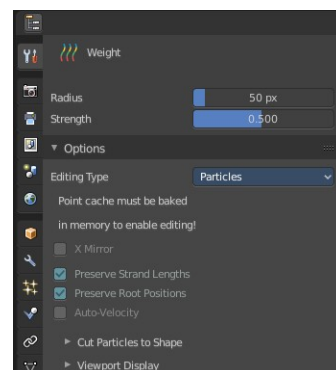 Weight
Radius 50 px
Strength 0.500
Options
Editing Type Particles
Point cache must be baked
in memory to enable editing!
X Mirror
Preserve Strand Lengths
Preserve Root Positions
Auto-Velocity
Cut Particles to Shape
Viewport Display